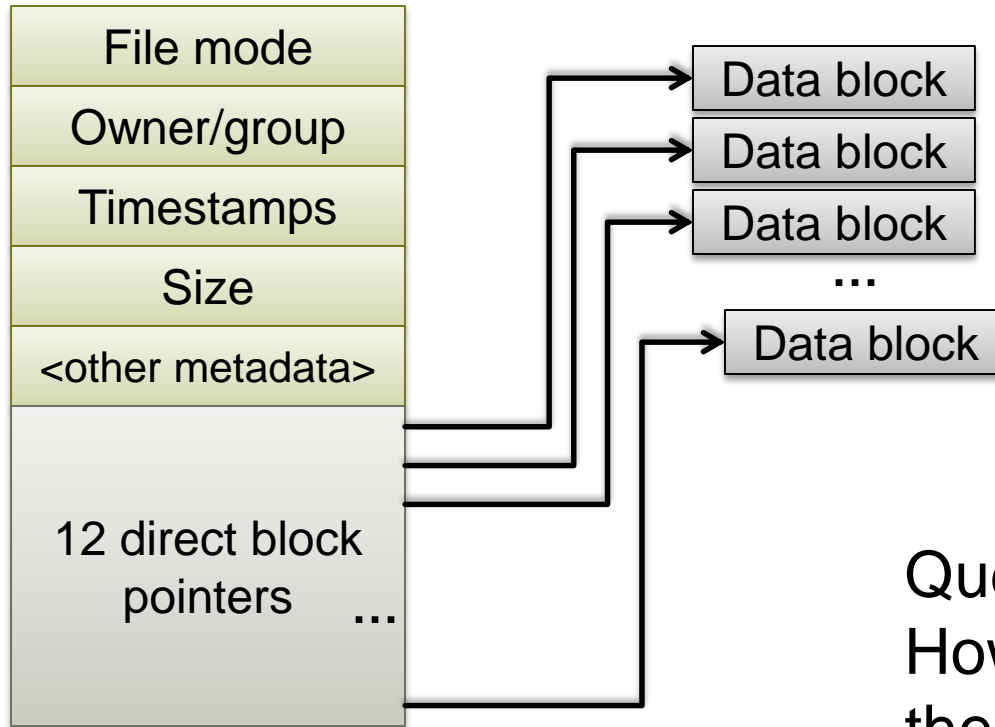 File mode
Owner/group
Timestamps
Size
<other metadata>
12 direct block
pointers ...
Data block
Data block
Data block
...
Data block